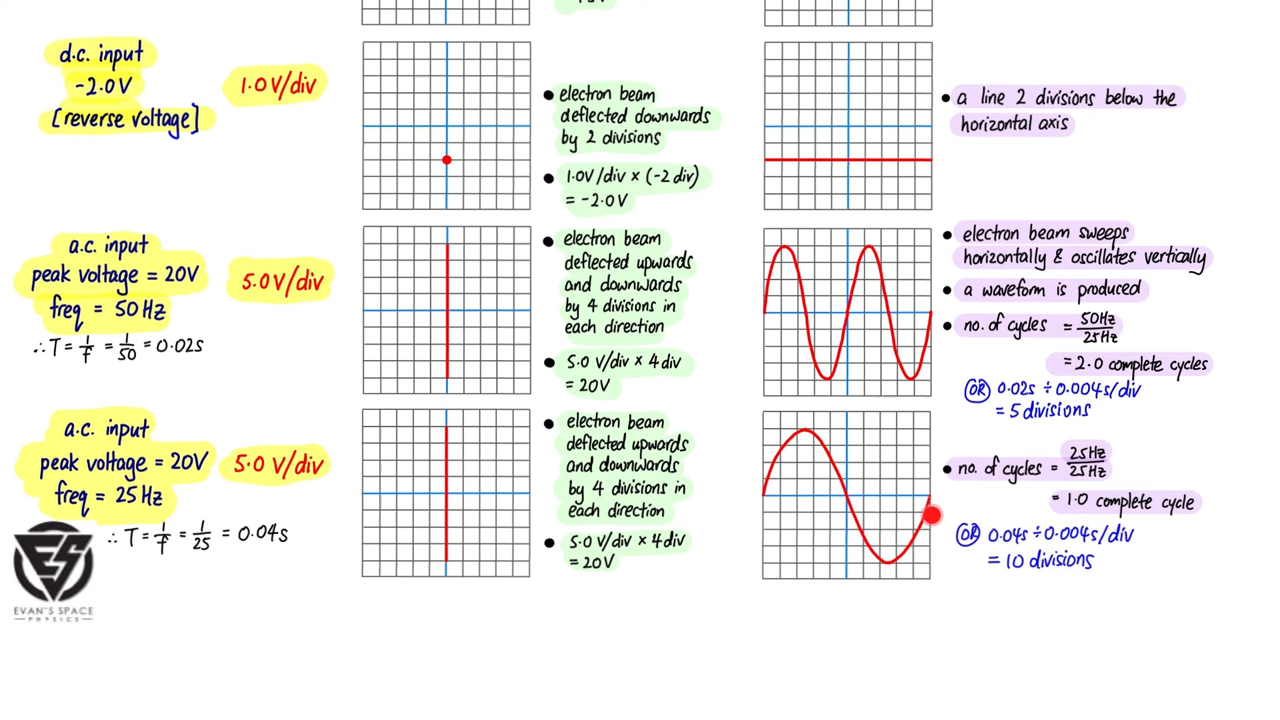 d.c. input
-2.0V
[reverse voltage]
1.0V/div
• electron beam
deflected downwards
by 2 divisions
• 1.0V/div × (-2 div)
= -2.0V
• a line 2 divisions below the
horizontal axis
a.c. input
peak voltage = 20V
freq = 50Hz
∴ T = 1/f = 1/50 = 0.02s
5.0V/div
• electron beam
deflected upwards
and downwards
by 4 divisions in
each direction
• 5.0 V/div × 4 div
= 20V
• electron beam sweeps
horizontally & oscillates vertically
• a waveform is produced
• no. of cycles = 50Hz/25Hz
= 2.0 complete cycles
OR 0.02s ÷ 0.004s/div
= 5 divisions
a.c. input
peak voltage = 20V
freq = 25Hz
∴ T = 1/f = 1/25 = 0.04s
5.0 V/div
• electron beam
deflected upwards
and downwards
by 4 divisions in
each direction
• 5.0 V/div × 4 div
= 20V
• no. of cycles = 25Hz/25Hz
= 1.0 complete cycle
OR 0.04s ÷ 0.004s/div
= 10 divisions
ES
EVAN'S SPACE
PHYSICS